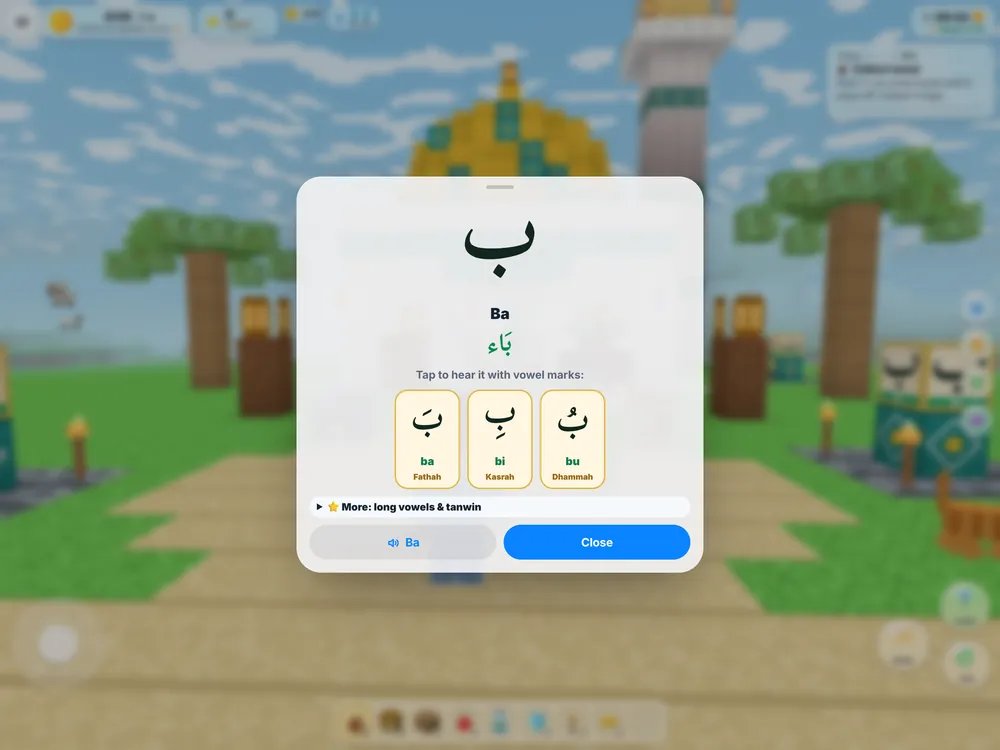 ب
Ba
بَاء
Tap to hear it with vowel marks:
بَ بِ بُ
ba bi bu
Fathah Kasrah Dhammah
More: long vowels & tanwin
Ba Close